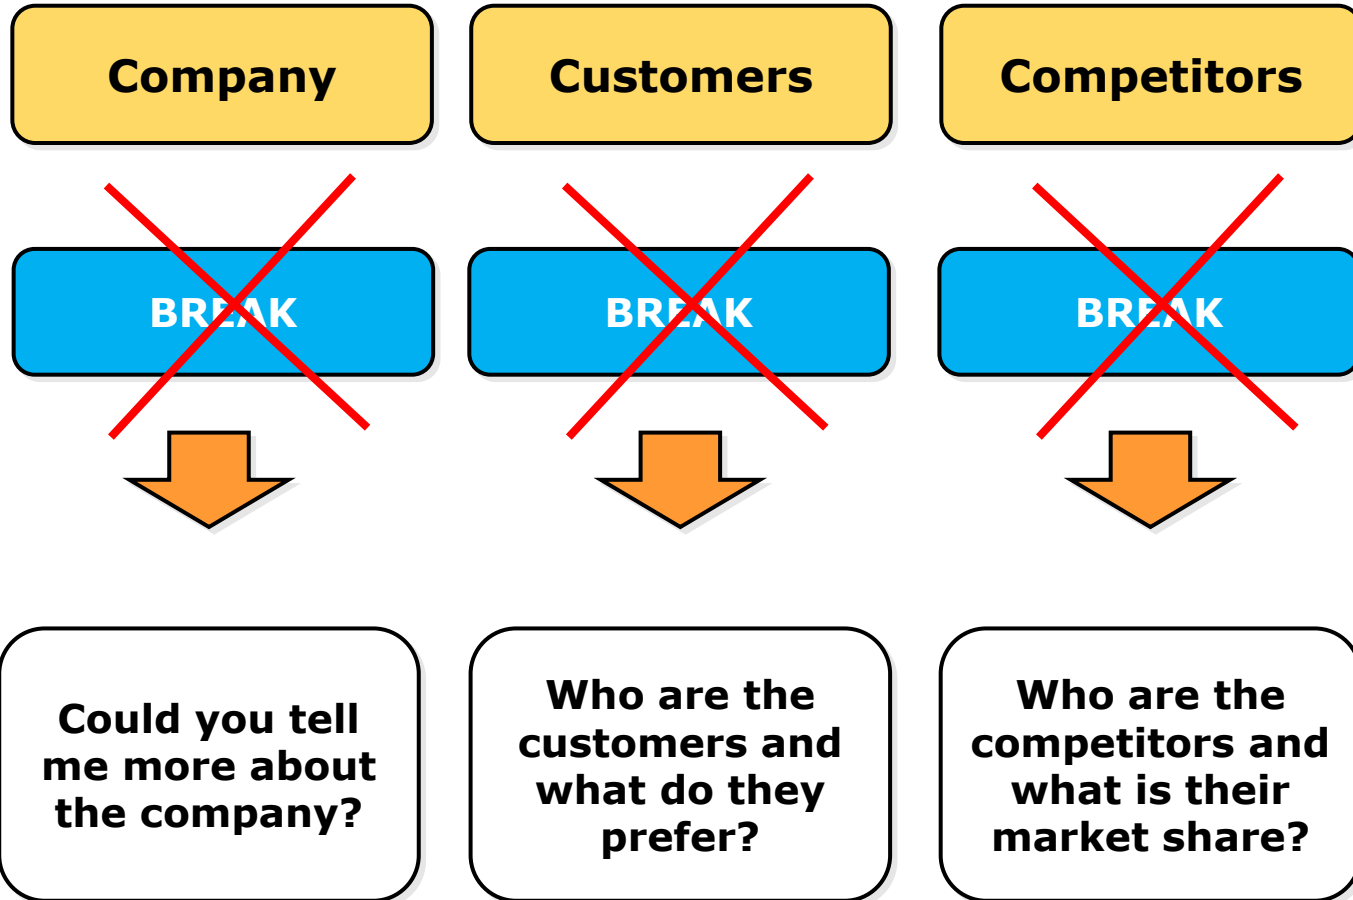 Company
Customers
Competitors
BREAK
BREAK
BREAK
Could you tell
me more about
the company?
Who are the
customers and
what do they
prefer?
Who are the
competitors and
what is their
market share?